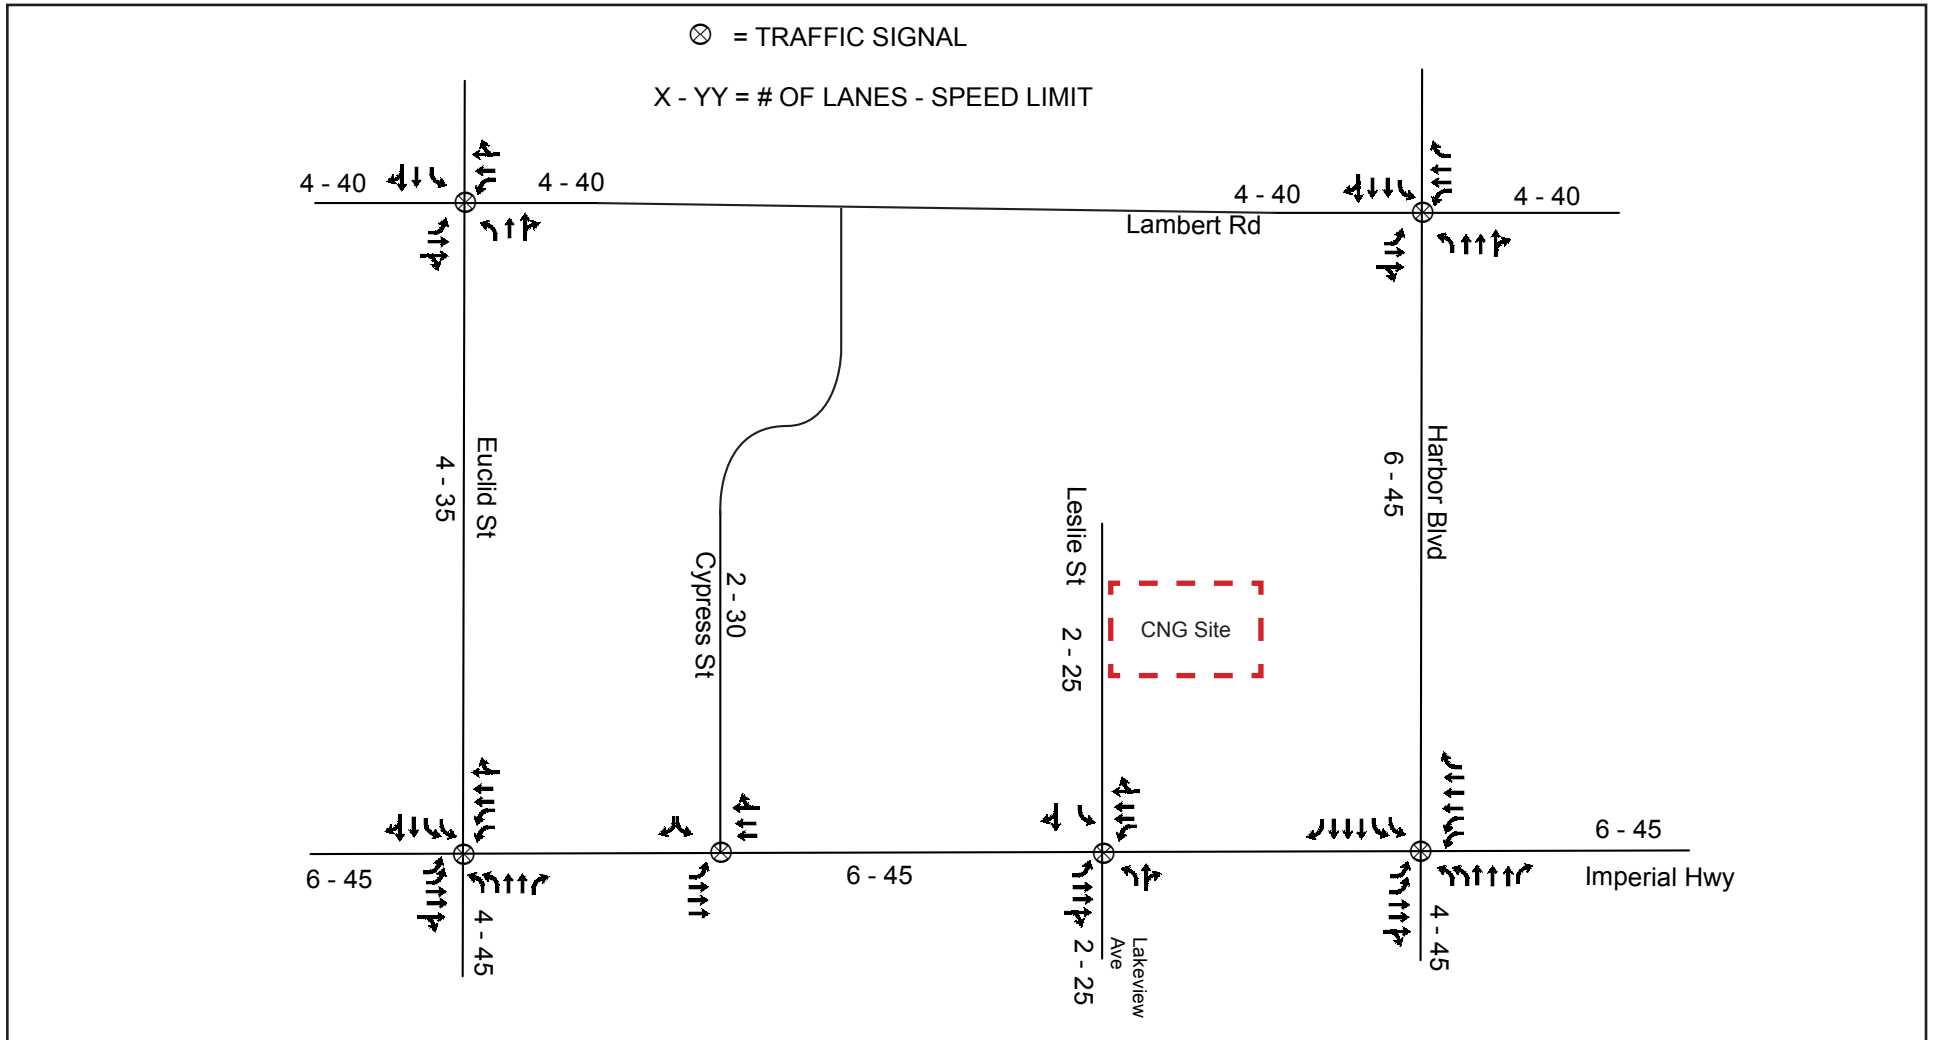 = TRAFFIC SIGNAL
X - YY = # OF LANES - SPEED LIMIT
4 - 40
4 - 40
4 - 40
4 - 40
Lambert Rd
Euclid St
4 - 35
Harbor Blvd
6 - 45
Leslie St
2 - 25
Cypress St
2 - 30
CNG Site
6 - 45
6 - 45
6 - 45
Imperial Hwy
4 - 45
2 - 25
Lakeview
Ave
4 - 45